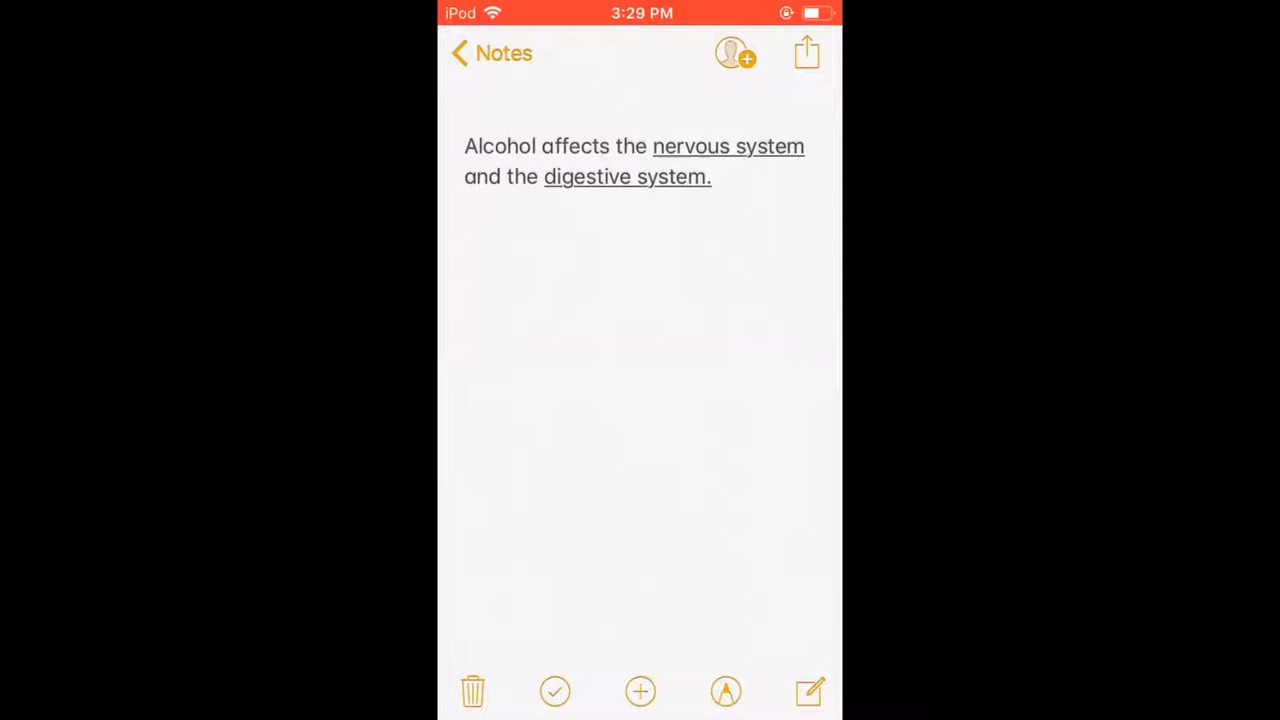 iPod 3:29 PM
Notes
Alcohol affects the nervous system
and the digestive system.